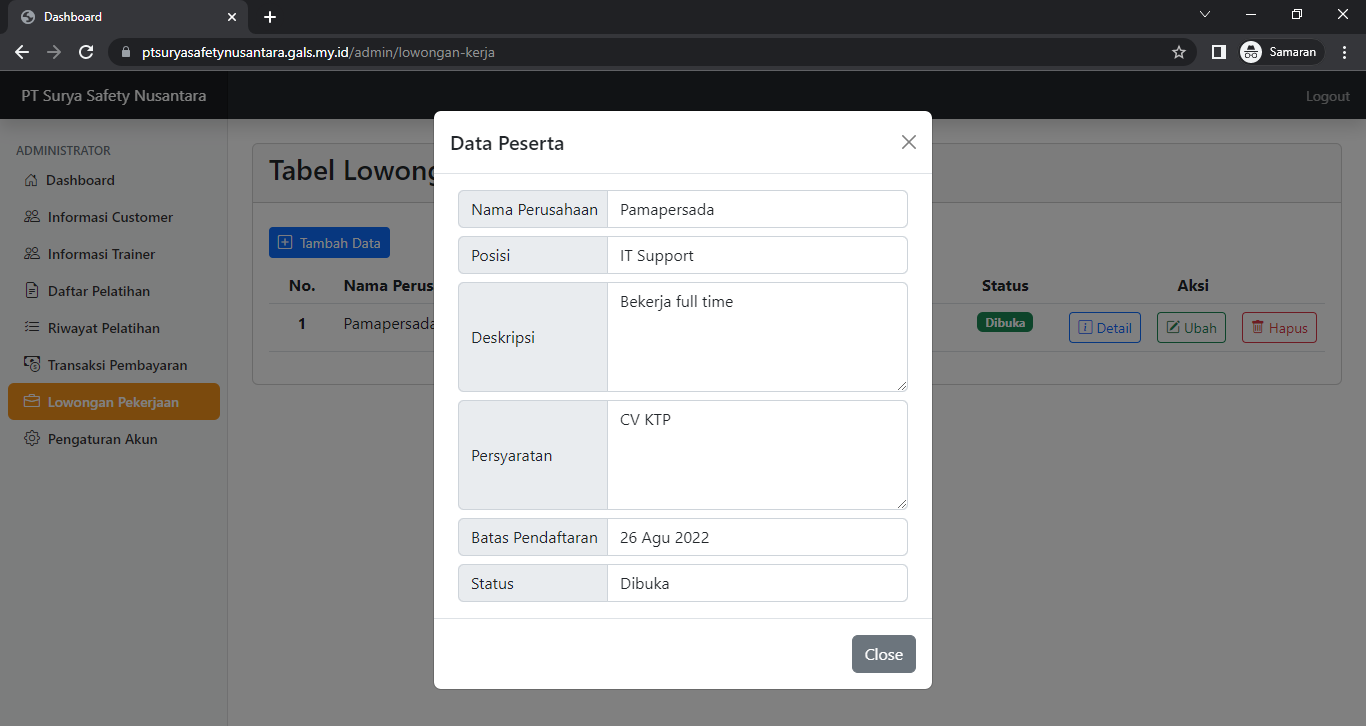 Dashboard
ptsuryasafetynusantara.gals.my.id/admin/lowongan-kerja
Samaran
PT Surya Safety Nusantara
Logout
ADMINISTRATOR
Dashboard
Informasi Customer
Informasi Trainer
Daftar Pelatihan
Riwayat Pelatihan
Transaksi Pembayaran
Lowongan Pekerjaan
Pengaturan Akun
Tabel Lowong
Tambah Data
No. Nama Perus Status Aksi
1 Pamapersada Dibuka Detail Ubah Hapus
Data Peserta
Nama Perusahaan Pamapersada
Posisi IT Support
Deskripsi Bekerja full time
Persyaratan CV KTP
Batas Pendaftaran 26 Agu 2022
Status Dibuka
Close